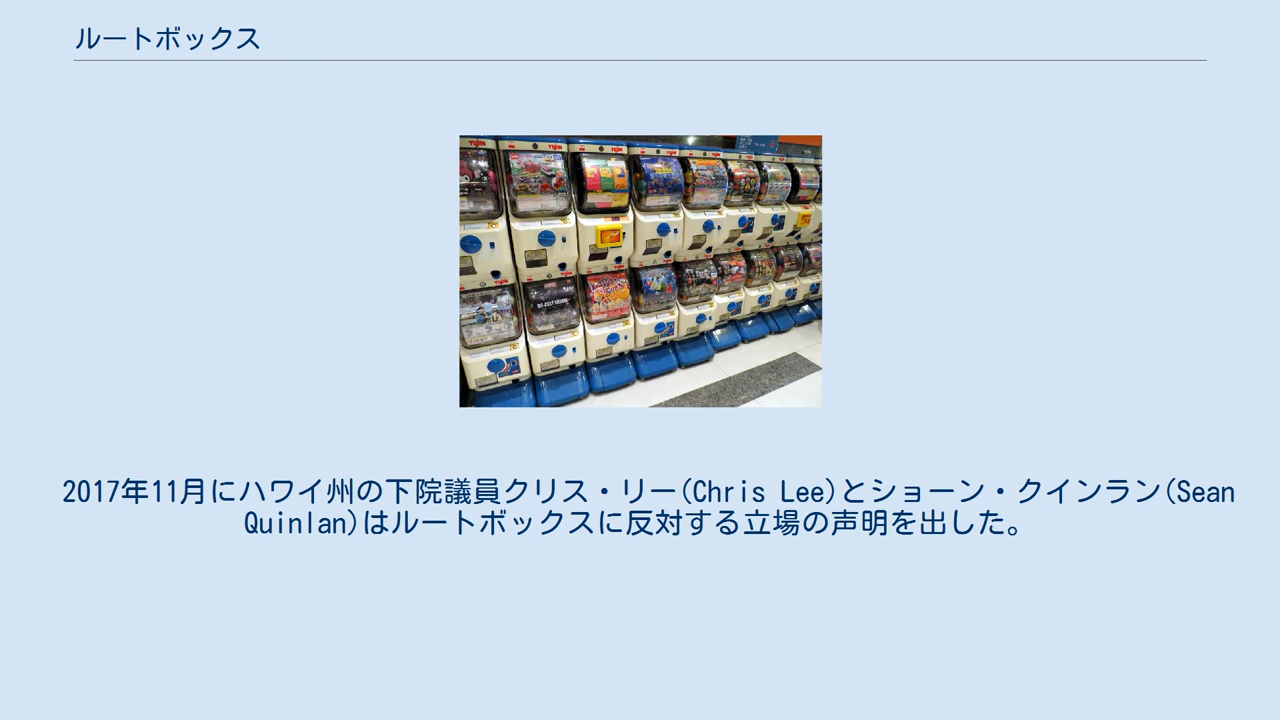 ルートボックス
2017年11月にハワイ州の下院議員クリス・リー(Chris Lee)とショーン・クインラン(Sean
Quinlan)はルートボックスに反対する立場の声明を出した。